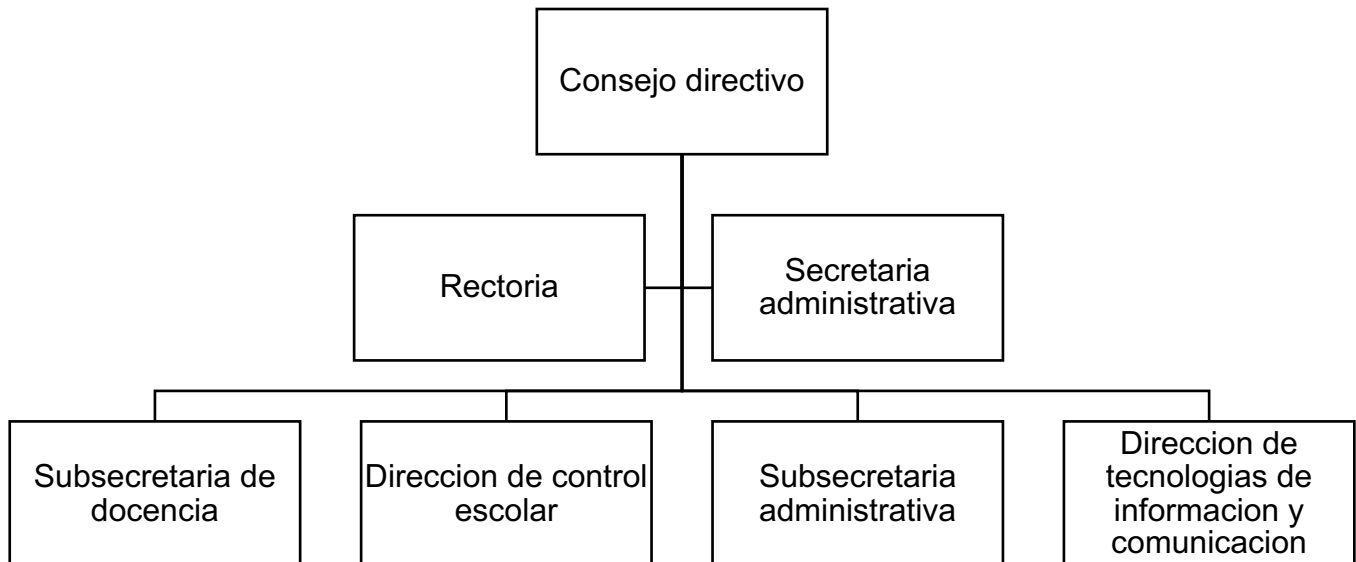 Consejo directivo
Rectoria
Secretaria
administrativa
Subsecretaria de
docencia
Direccion de control
escolar
Subsecretaria
administrativa
Direccion de
tecnologias de
informacion y
comunicacion